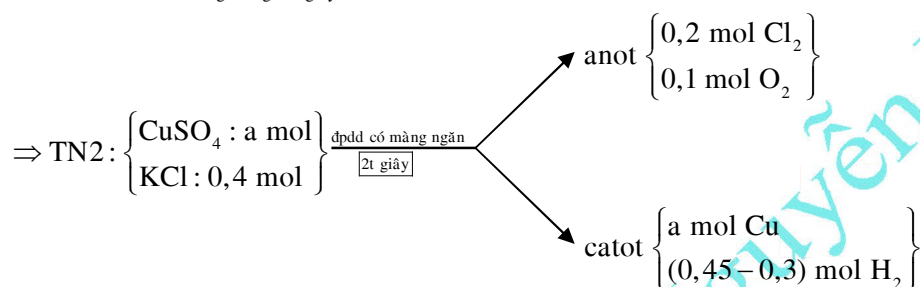 anot {0,2 mol Cl₂
0,1 mol O₂}
⇒ TN2: {CuSO₄ : a mol
KCl : 0,4 mol} đpdd có màng ngăn
2t giây
catot {a mol Cu
(0,45 – 0,3) mol H₂}